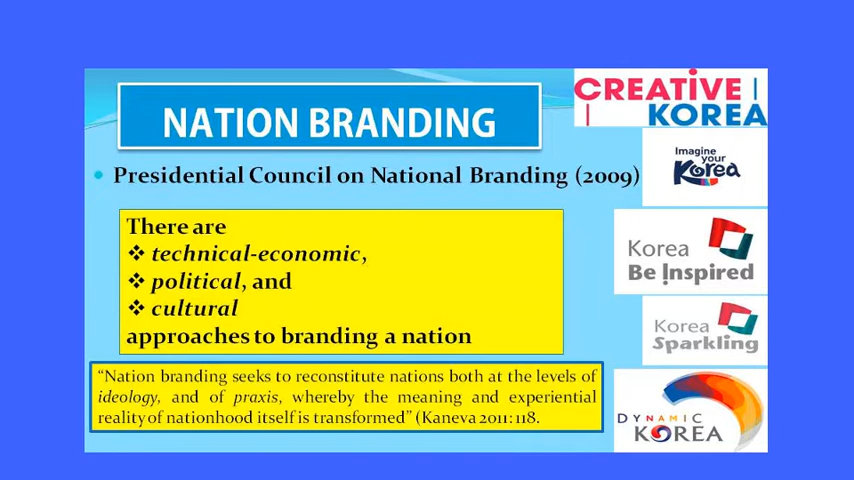 NATION BRANDING
• Presidential Council on National Branding (2009)
There are
❖ technical-economic,
❖ political, and
❖ cultural
approaches to branding a nation
“Nation branding seeks to reconstitute nations both at the levels of
ideology, and of praxis, whereby the meaning and experiential
reality of nationhood itself is transformed” (Kaneva 2011: 118.
CREATIVE
KOREA
Imagine
your
Korea
Korea
Be Inspired
Korea
Sparkling
DYNAMIC
KOREA